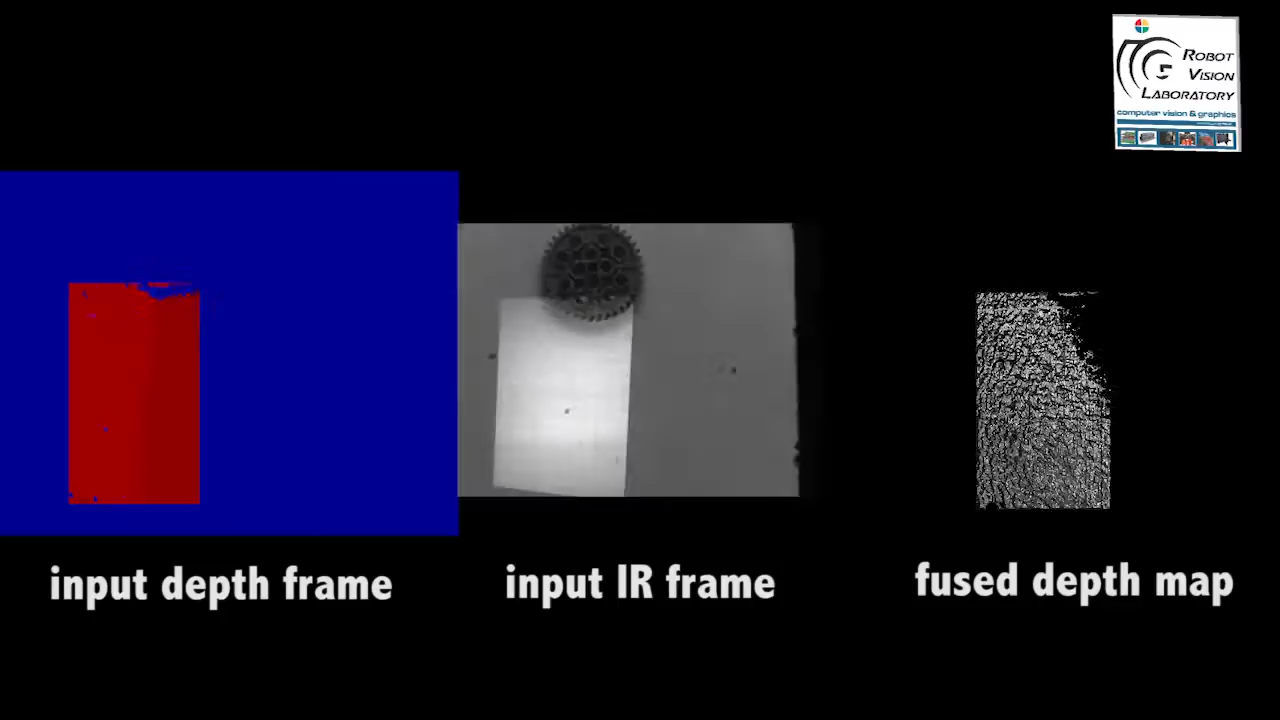 ROBOT
VISION
LABORATORY
computer vision & graphics
input depth frame
input IR frame
fused depth map